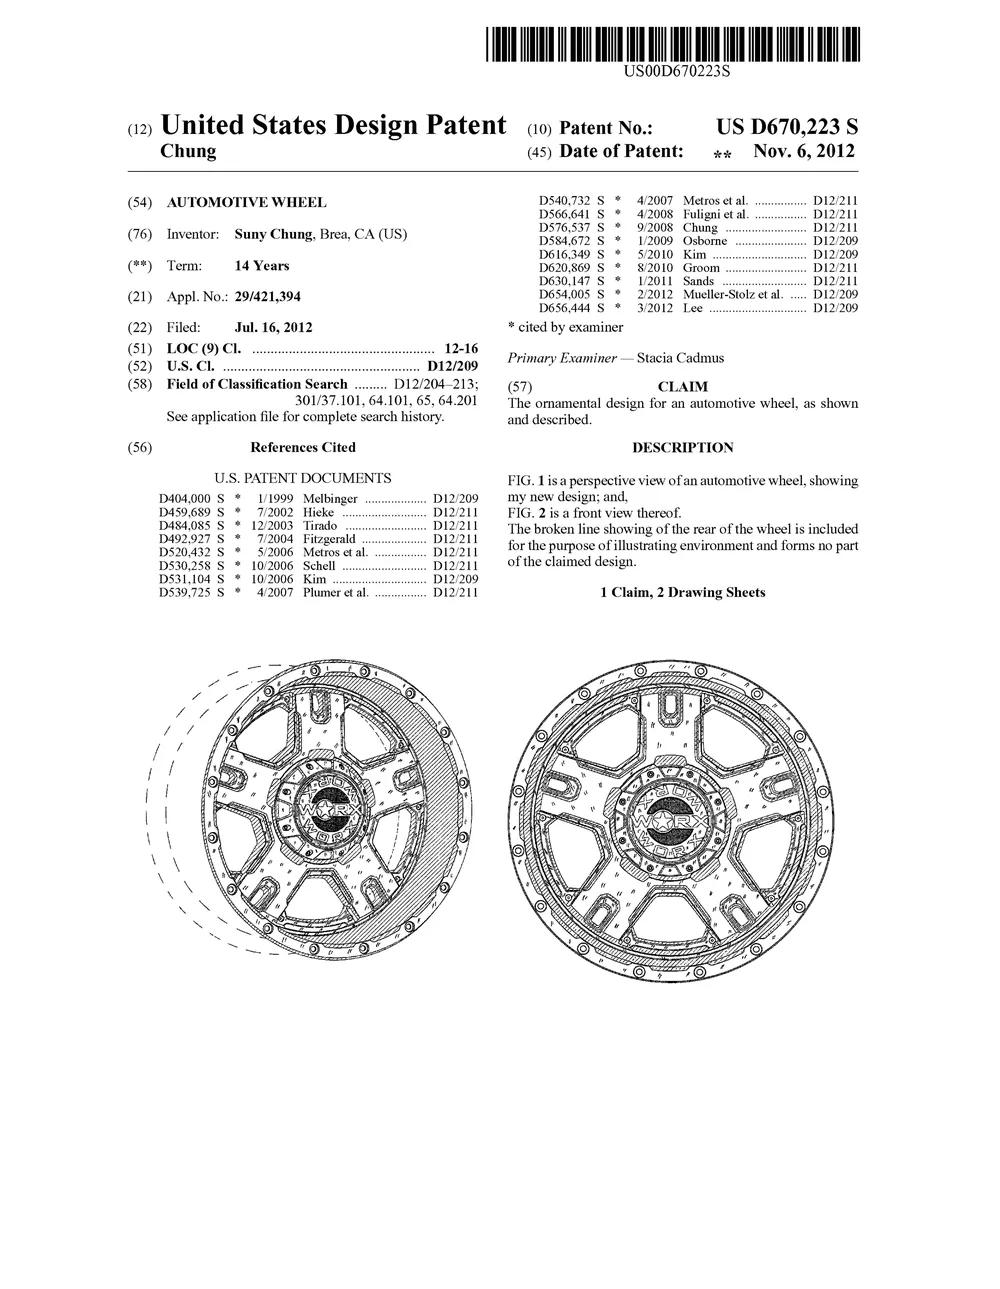 US00D670223S
(12) United States Design Patent
Chung
(10) Patent No.: US D670,223 S
(45) Date of Patent: ** Nov. 6, 2012
(54) AUTOMOTIVE WHEEL
(76) Inventor: Suny Chung, Brea, CA (US)
(**) Term: 14 Years
(21) Appl. No.: 29/421,394
(22) Filed: Jul. 16, 2012
(51) LOC (9) Cl. ................................................. 12-16
(52) U.S. Cl. ..................................................... D12/209
(58) Field of Classification Search ......... D12/204–213;
301/37.101, 64.101, 65, 64.201
See application file for complete search history.
(56) References Cited
U.S. PATENT DOCUMENTS
D404,000 S * 1/1999 Melbinger ................... D12/209
D459,689 S * 7/2002 Hieke .......................... D12/211
D484,085 S * 12/2003 Tirado ......................... D12/211
D492,927 S * 7/2004 Fitzgerald .................... D12/211
D520,432 S * 5/2006 Metros et al. ................ D12/211
D530,258 S * 10/2006 Schell .......................... D12/211
D531,104 S * 10/2006 Kim ............................. D12/209
D539,725 S * 4/2007 Plumer et al. ................ D12/211
D540,732 S * 4/2007 Metros et al. ................ D12/211
D566,641 S * 4/2008 Fuligni et al. ................ D12/211
D576,537 S * 9/2008 Chung ......................... D12/211
D584,672 S * 1/2009 Osborne ...................... D12/209
D616,349 S * 5/2010 Kim ............................. D12/209
D620,869 S * 8/2010 Groom ......................... D12/211
D630,147 S * 1/2011 Sands .......................... D12/211
D654,005 S * 2/2012 Mueller-Stolz et al. ..... D12/209
D656,444 S * 3/2012 Lee .............................. D12/209
* cited by examiner
Primary Examiner — Stacia Cadmus
(57) CLAIM
The ornamental design for an automotive wheel, as shown
and described.
DESCRIPTION
FIG. 1 is a perspective view of an automotive wheel, showing
my new design; and,
FIG. 2 is a front view thereof.
The broken line showing of the rear of the wheel is included
for the purpose of illustrating environment and forms no part
of the claimed design.
1 Claim, 2 Drawing Sheets
WORX
WORX